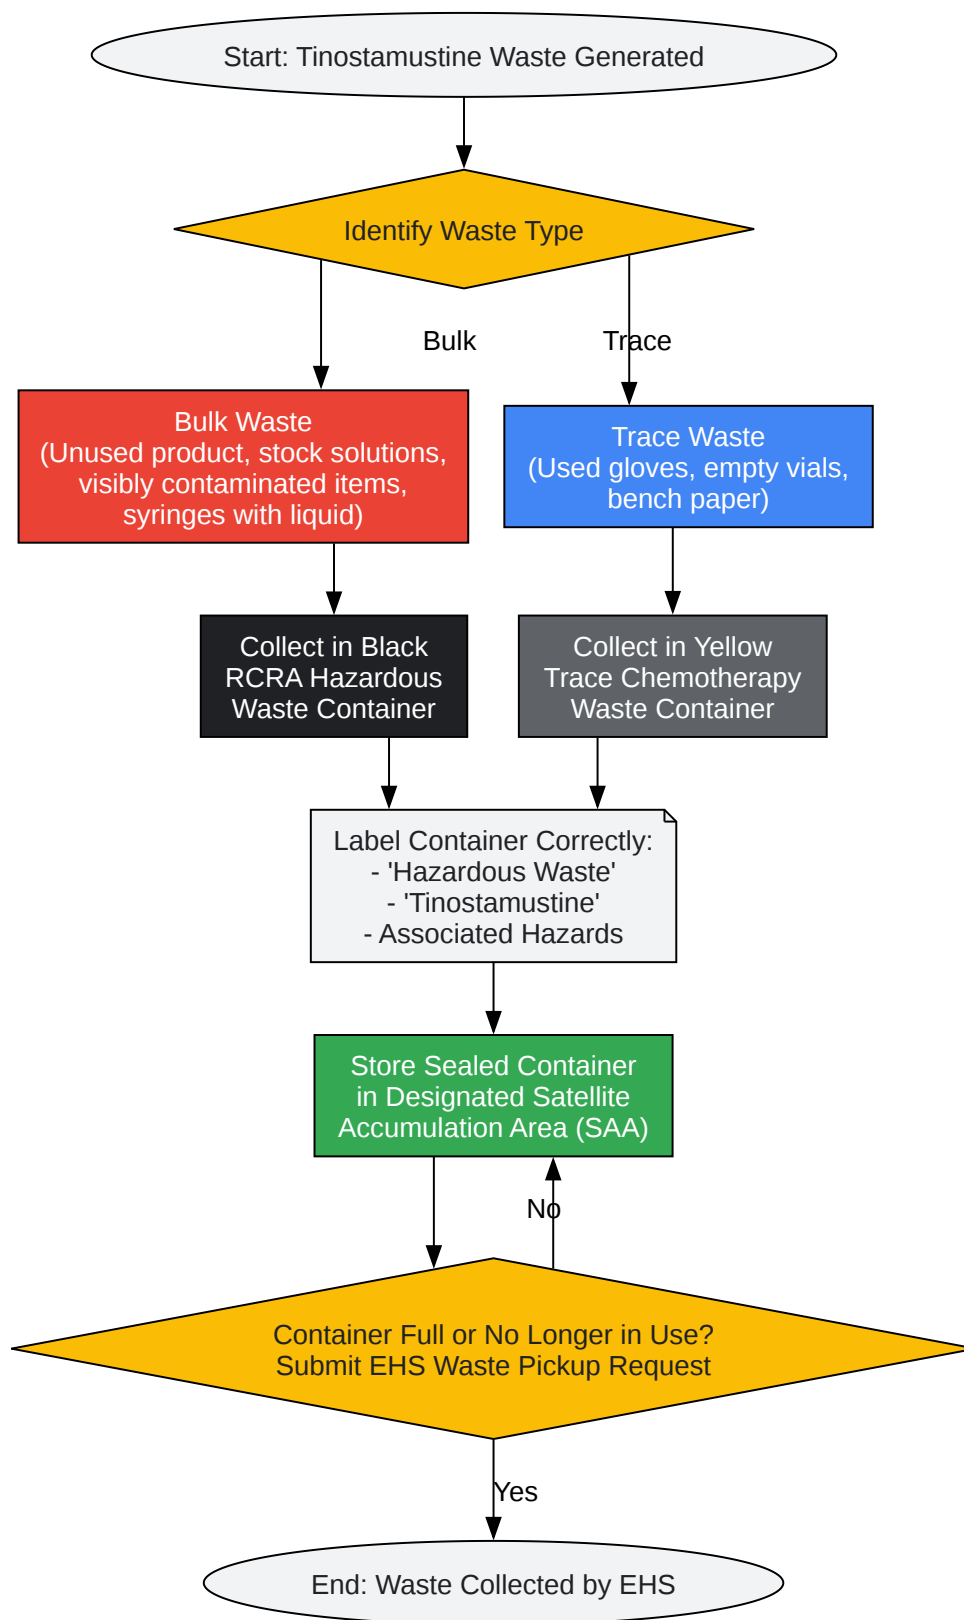 Start: Tinostamustine Waste Generated
Identify Waste Type
Bulk
Trace
Bulk Waste
(Unused product, stock solutions,
visibly contaminated items,
syringes with liquid)
Trace Waste
(Used gloves, empty vials,
bench paper)
Collect in Black
RCRA Hazardous
Waste Container
Collect in Yellow
Trace Chemotherapy
Waste Container
Label Container Correctly:
- 'Hazardous Waste'
- 'Tinostamustine'
- Associated Hazards
Store Sealed Container
in Designated Satellite
Accumulation Area (SAA)
No
Container Full or No Longer in Use?
Submit EHS Waste Pickup Request
Yes
End: Waste Collected by EHS